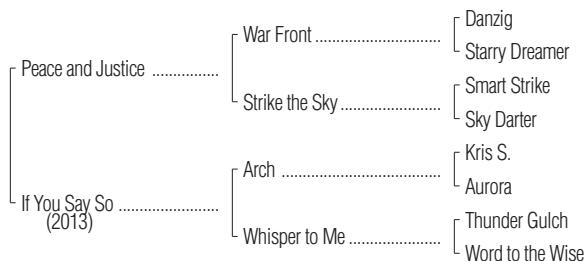 Danzig
War Front ........................
Starry Dreamer
Peace and Justice ................
Smart Strike
Strike the Sky ...................
Sky Darter
Kris S.
Arch .............................
Aurora
If You Say So ....................
(2013)
Thunder Gulch
Whisper to Me ....................
Word to the Wise